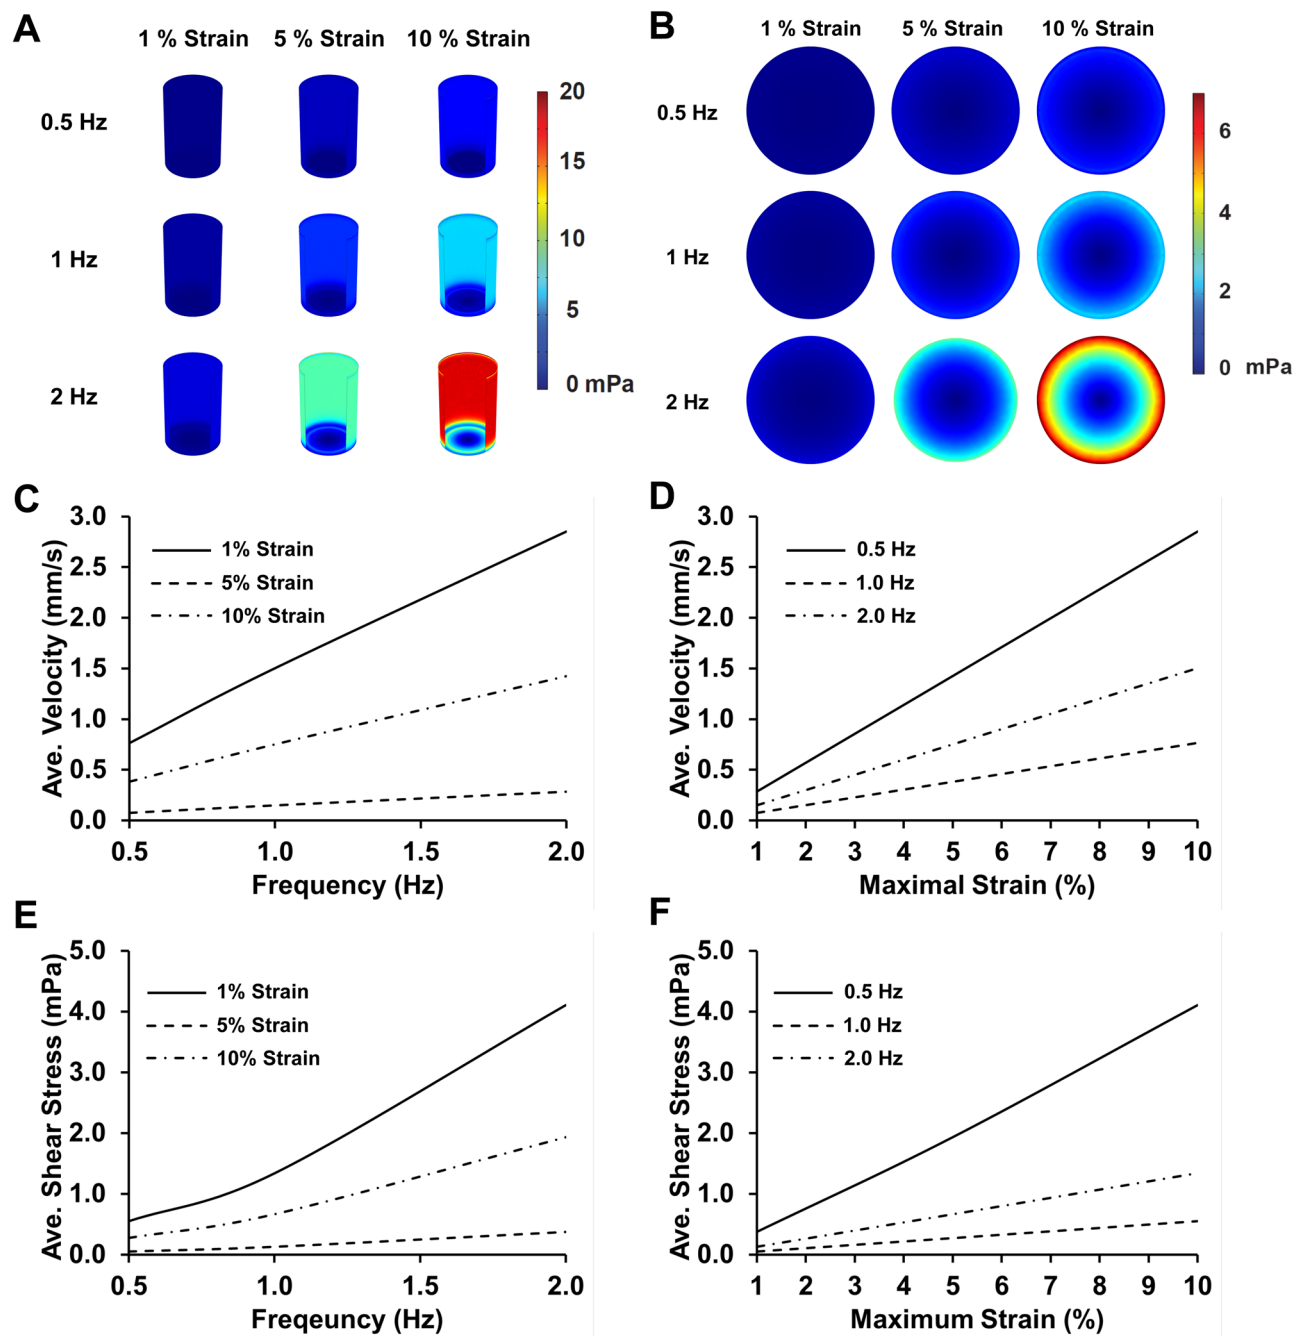 A
1 % Strain 5 % Strain 10 % Strain
0.5 Hz
1 Hz
2 Hz
20
15
10
5
0 mPa
B
1 % Strain 5 % Strain 10 % Strain
0.5 Hz
1 Hz
2 Hz
6
4
2
0 mPa
C
Ave. Velocity (mm/s)
3.0
2.5
2.0
1.5
1.0
0.5
0.0
1% Strain
5% Strain
10% Strain
0.5 1.0 1.5 2.0
Frequency (Hz)
D
Ave. Velocity (mm/s)
3.0
2.5
2.0
1.5
1.0
0.5
0.0
0.5 Hz
1.0 Hz
2.0 Hz
1 2 3 4 5 6 7 8 9 10
Maximal Strain (%)
E
Ave. Shear Stress (mPa)
5.0
4.0
3.0
2.0
1.0
0.0
1% Strain
5% Strain
10% Strain
0.5 1.0 1.5 2.0
Freqeuncy (Hz)
F
Ave. Shear Stress (mPa)
5.0
4.0
3.0
2.0
1.0
0.0
0.5 Hz
1.0 Hz
2.0 Hz
1 2 3 4 5 6 7 8 9 10
Maximum Strain (%)